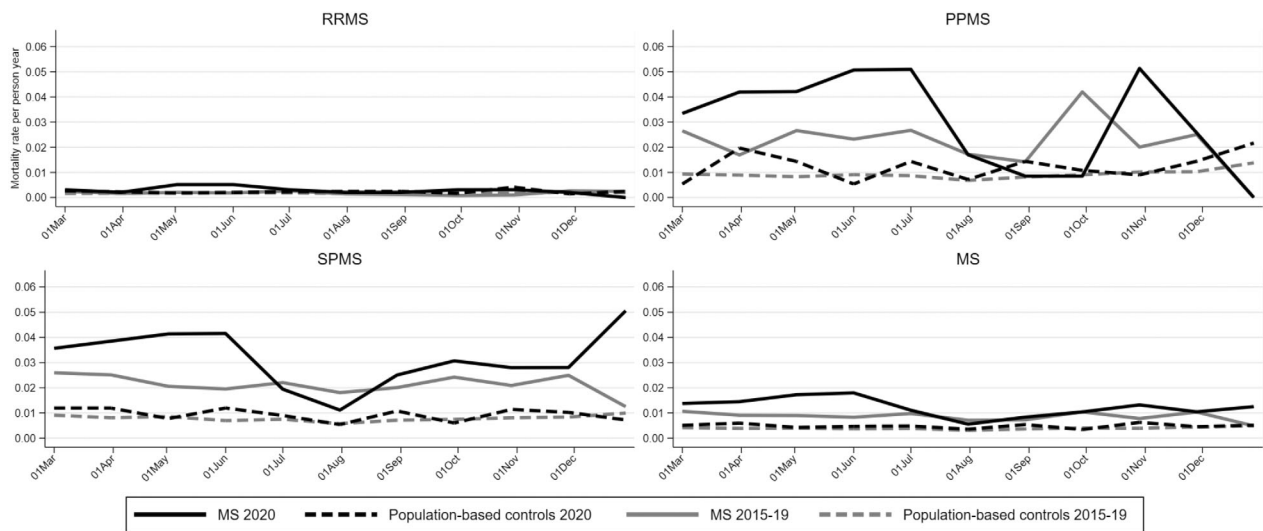 RRMS
Mortality rate per person year
0.06
0.05
0.04
0.03
0.02
0.01
0.00
01Mar 01Apr 01May 01Jun 01Jul 01Aug 01Sep 01Oct 01Nov 01Dec
PPMS
0.06
0.05
0.04
0.03
0.02
0.01
0.00
01Mar 01Apr 01May 01Jun 01Jul 01Aug 01Sep 01Oct 01Nov 01Dec
SPMS
0.06
0.05
0.04
0.03
0.02
0.01
0.00
01Mar 01Apr 01May 01Jun 01Jul 01Aug 01Sep 01Oct 01Nov 01Dec
MS
0.06
0.05
0.04
0.03
0.02
0.01
0.00
01Mar 01Apr 01May 01Jun 01Jul 01Aug 01Sep 01Oct 01Nov 01Dec
MS 2020 Population-based controls 2020 MS 2015-19 Population-based controls 2015-19